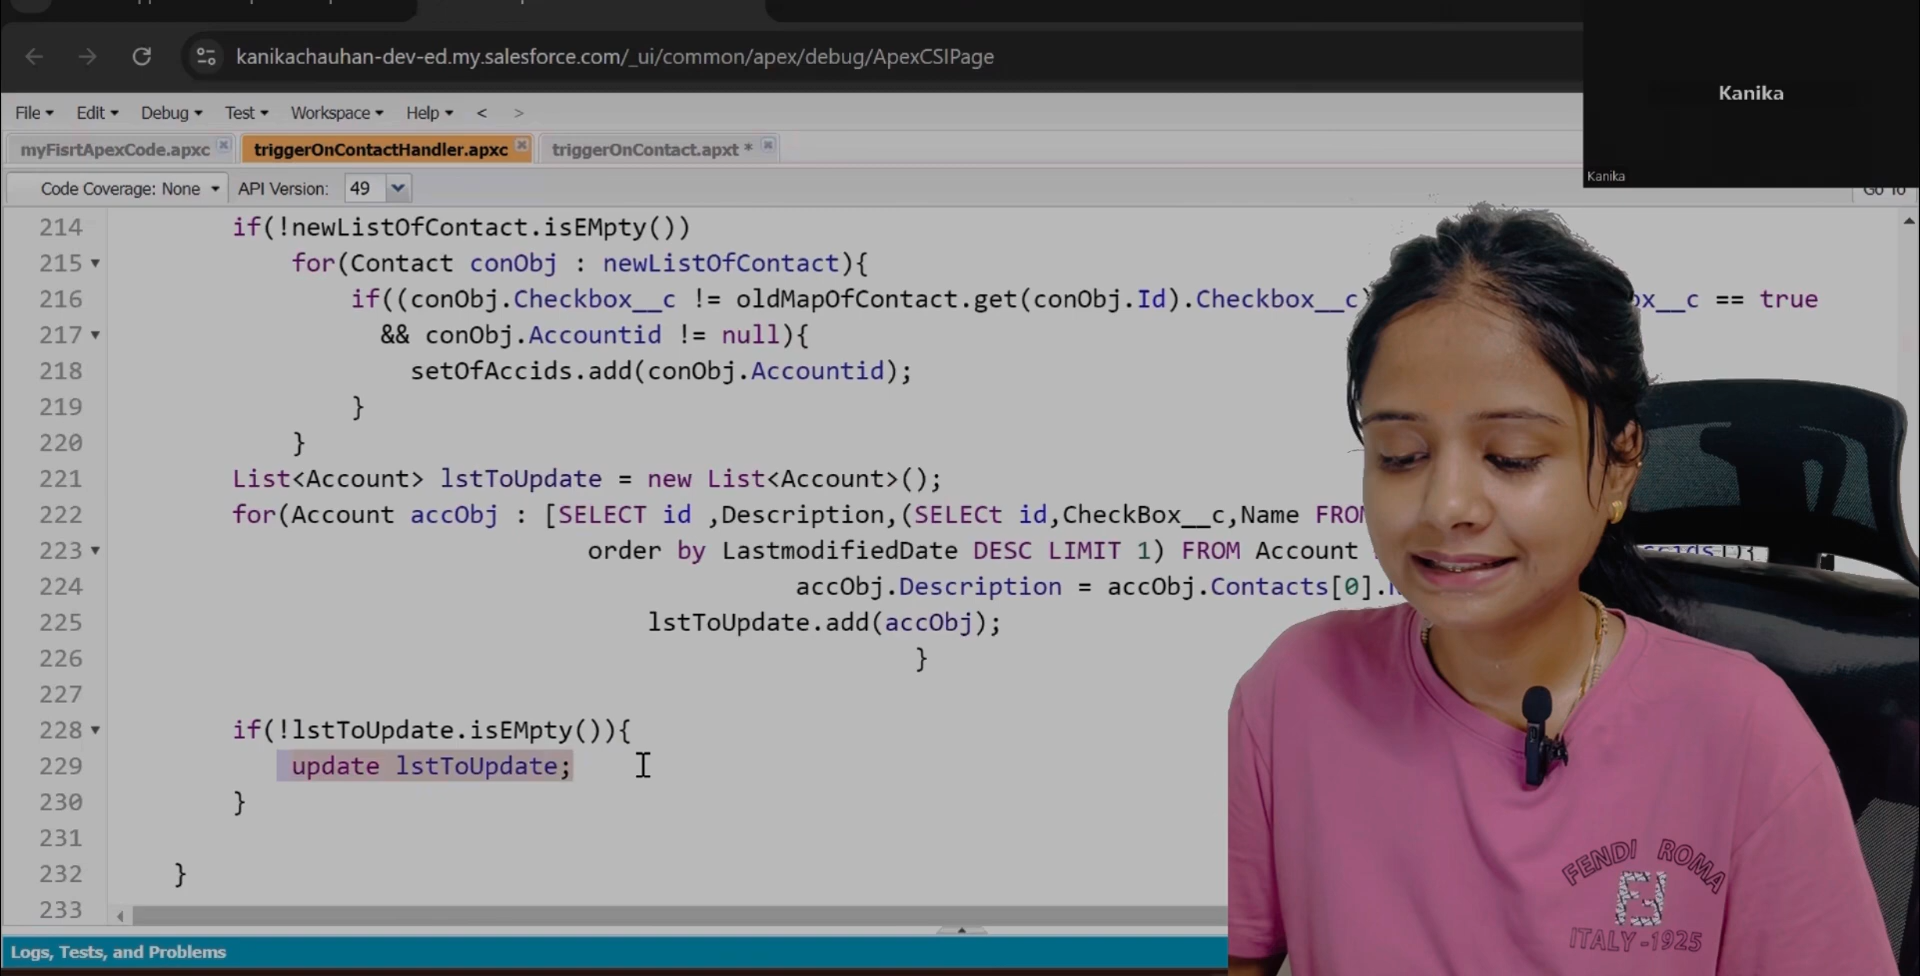 kanikachauhan-dev-ed.my.salesforce.com/_ui/common/apex/debug/ApexCSIPage
Kanika
Kanika
File Edit Debug Test Workspace Help < >
myFisrtApexCode.apxc triggerOnContactHandler.apxc triggerOnContact.apxt *
Code Coverage: None API Version: 49 Go To
214 if(!newListOfContact.isEMpty())
215 for(Contact conObj : newListOfContact){
216 if((conObj.Checkbox__c != oldMapOfContact.get(conObj.Id).Checkbox__c) == true
217 && conObj.Accountid != null){
218 setOfAccids.add(conObj.Accountid);
219 }
220 }
221 List<Account> lstToUpdate = new List<Account>();
222 for(Account accObj : [SELECT id ,Description,(SELECt id,CheckBox__c,Name FROM
223 order by LastmodifiedDate DESC LIMIT 1) FROM Account
224 accObj.Description = accObj.Contacts[0].
225 lstToUpdate.add(accObj);
226 }
227
228 if(!lstToUpdate.isEMpty()){
229 update lstToUpdate;
230 }
231
232 }
233
Logs, Tests, and Problems
FENDI ROMA
ITALY-1925